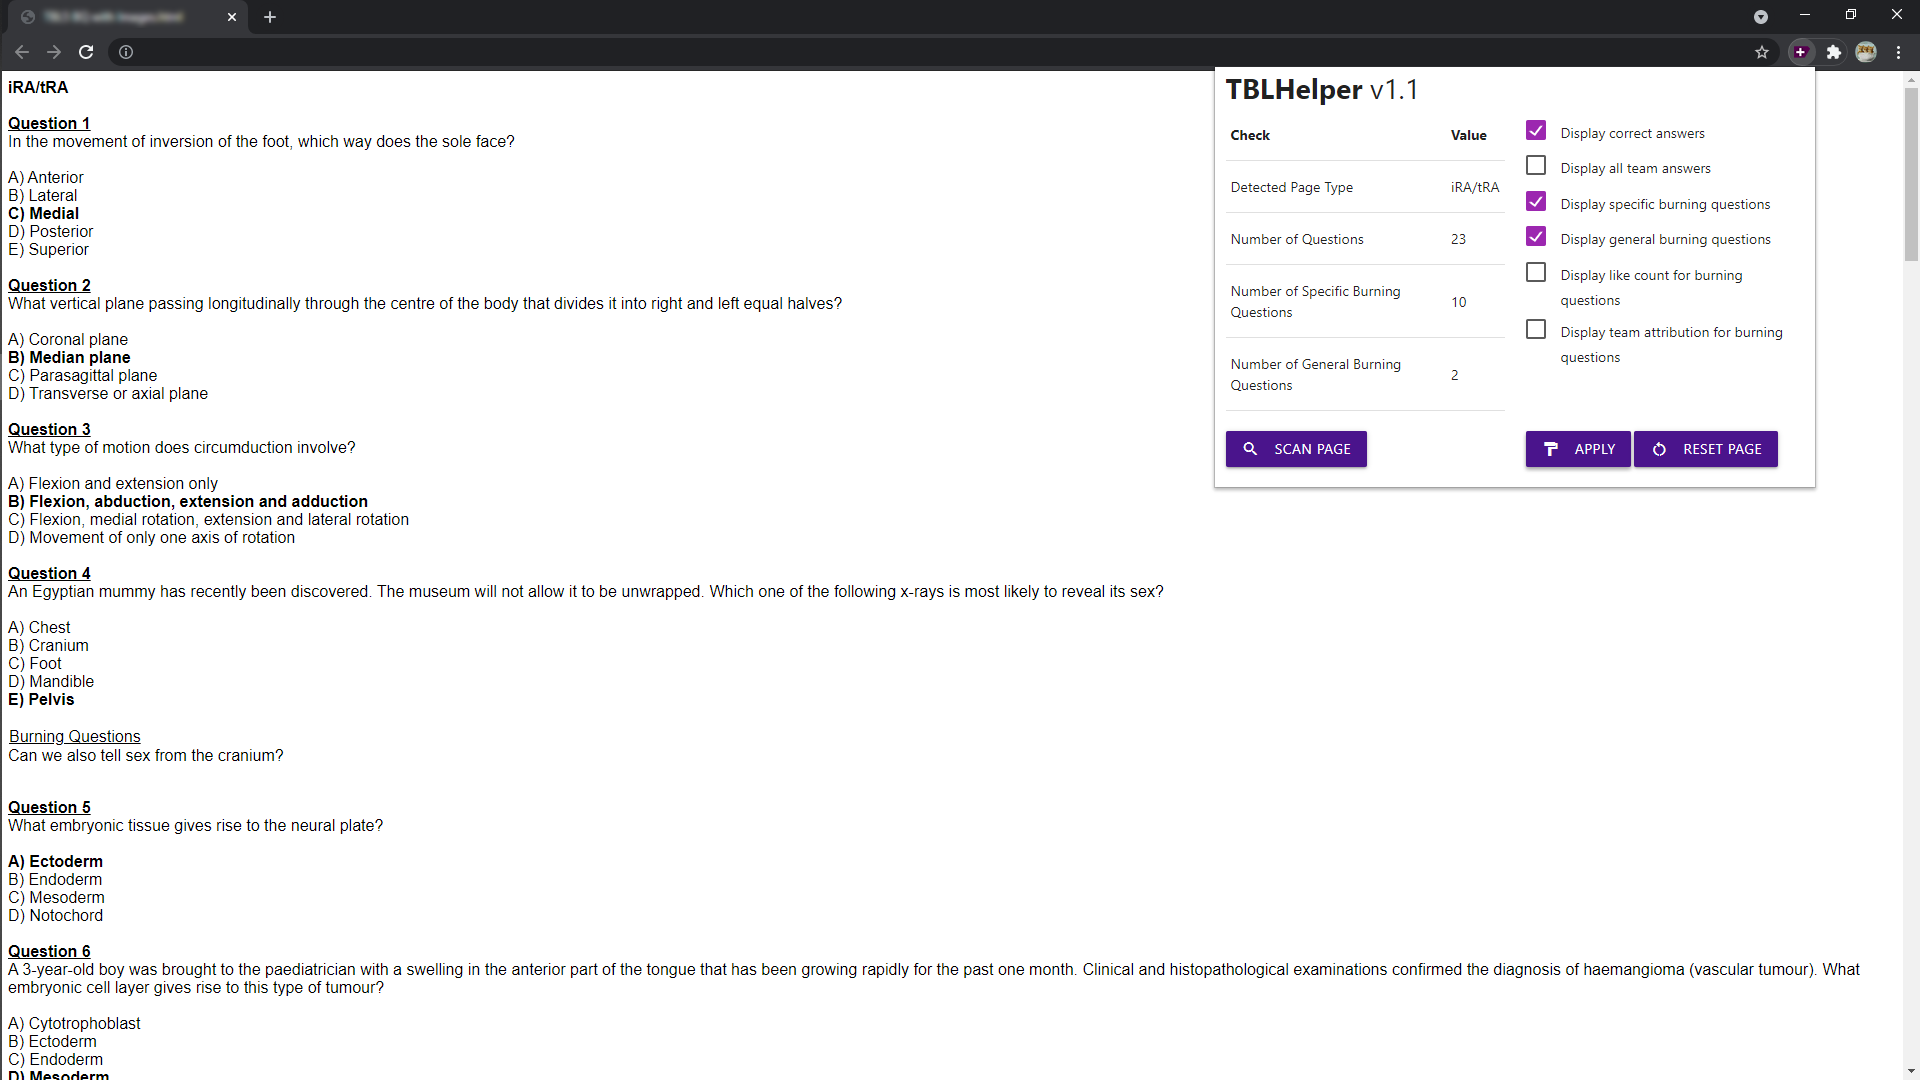 iRA/tRA
Question 1
In the movement of inversion of the foot, which way does the sole face?
A) Anterior
B) Lateral
C) Medial
D) Posterior
E) Superior
Question 2
What vertical plane passing longitudinally through the centre of the body that divides it into right and left equal halves?
A) Coronal plane
B) Median plane
C) Parasagittal plane
D) Transverse or axial plane
Question 3
What type of motion does circumduction involve?
A) Flexion and extension only
B) Flexion, abduction, extension and adduction
C) Flexion, medial rotation, extension and lateral rotation
D) Movement of only one axis of rotation
Question 4
An Egyptian mummy has recently been discovered. The museum will not allow it to be unwrapped. Which one of the following x-rays is most likely to reveal its sex?
A) Chest
B) Cranium
C) Foot
D) Mandible
E) Pelvis
Burning Questions
Can we also tell sex from the cranium?
Question 5
What embryonic tissue gives rise to the neural plate?
A) Ectoderm
B) Endoderm
C) Mesoderm
D) Notochord
Question 6
A 3-year-old boy was brought to the paediatrician with a swelling in the anterior part of the tongue that has been growing rapidly for the past one month. Clinical and histopathological examinations confirmed the diagnosis of haemangioma (vascular tumour). What
embryonic cell layer gives rise to this type of tumour?
A) Cytotrophoblast
B) Ectoderm
C) Endoderm
D) Mesoderm
TBLHelper v1.1
Check Value
Detected Page Type iRA/tRA
Number of Questions 23
Number of Specific Burning
Questions 10
Number of General Burning
Questions 2
SCAN PAGE
Display correct answers
Display all team answers
Display specific burning questions
Display general burning questions
Display like count for burning
questions
Display team attribution for burning
questions
APPLY
RESET PAGE